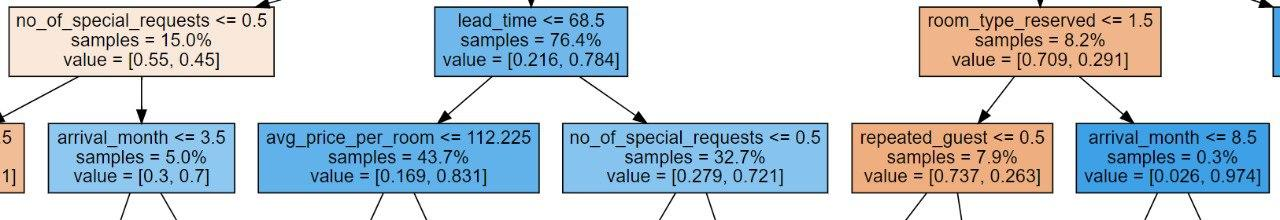 no_of_special_requests <= 0.5
samples = 15.0%
value = [0.55, 0.45]
lead_time <= 68.5
samples = 76.4%
value = [0.216, 0.784]
room_type_reserved <= 1.5
samples = 8.2%
value = [0.709, 0.291]
5
1]
arrival_month <= 3.5
samples = 5.0%
value = [0.3, 0.7]
avg_price_per_room <= 112.225
samples = 43.7%
value = [0.169, 0.831]
no_of_special_requests <= 0.5
samples = 32.7%
value = [0.279, 0.721]
repeated_guest <= 0.5
samples = 7.9%
value = [0.737, 0.263]
arrival_month <= 8.5
samples = 0.3%
value = [0.026, 0.974]